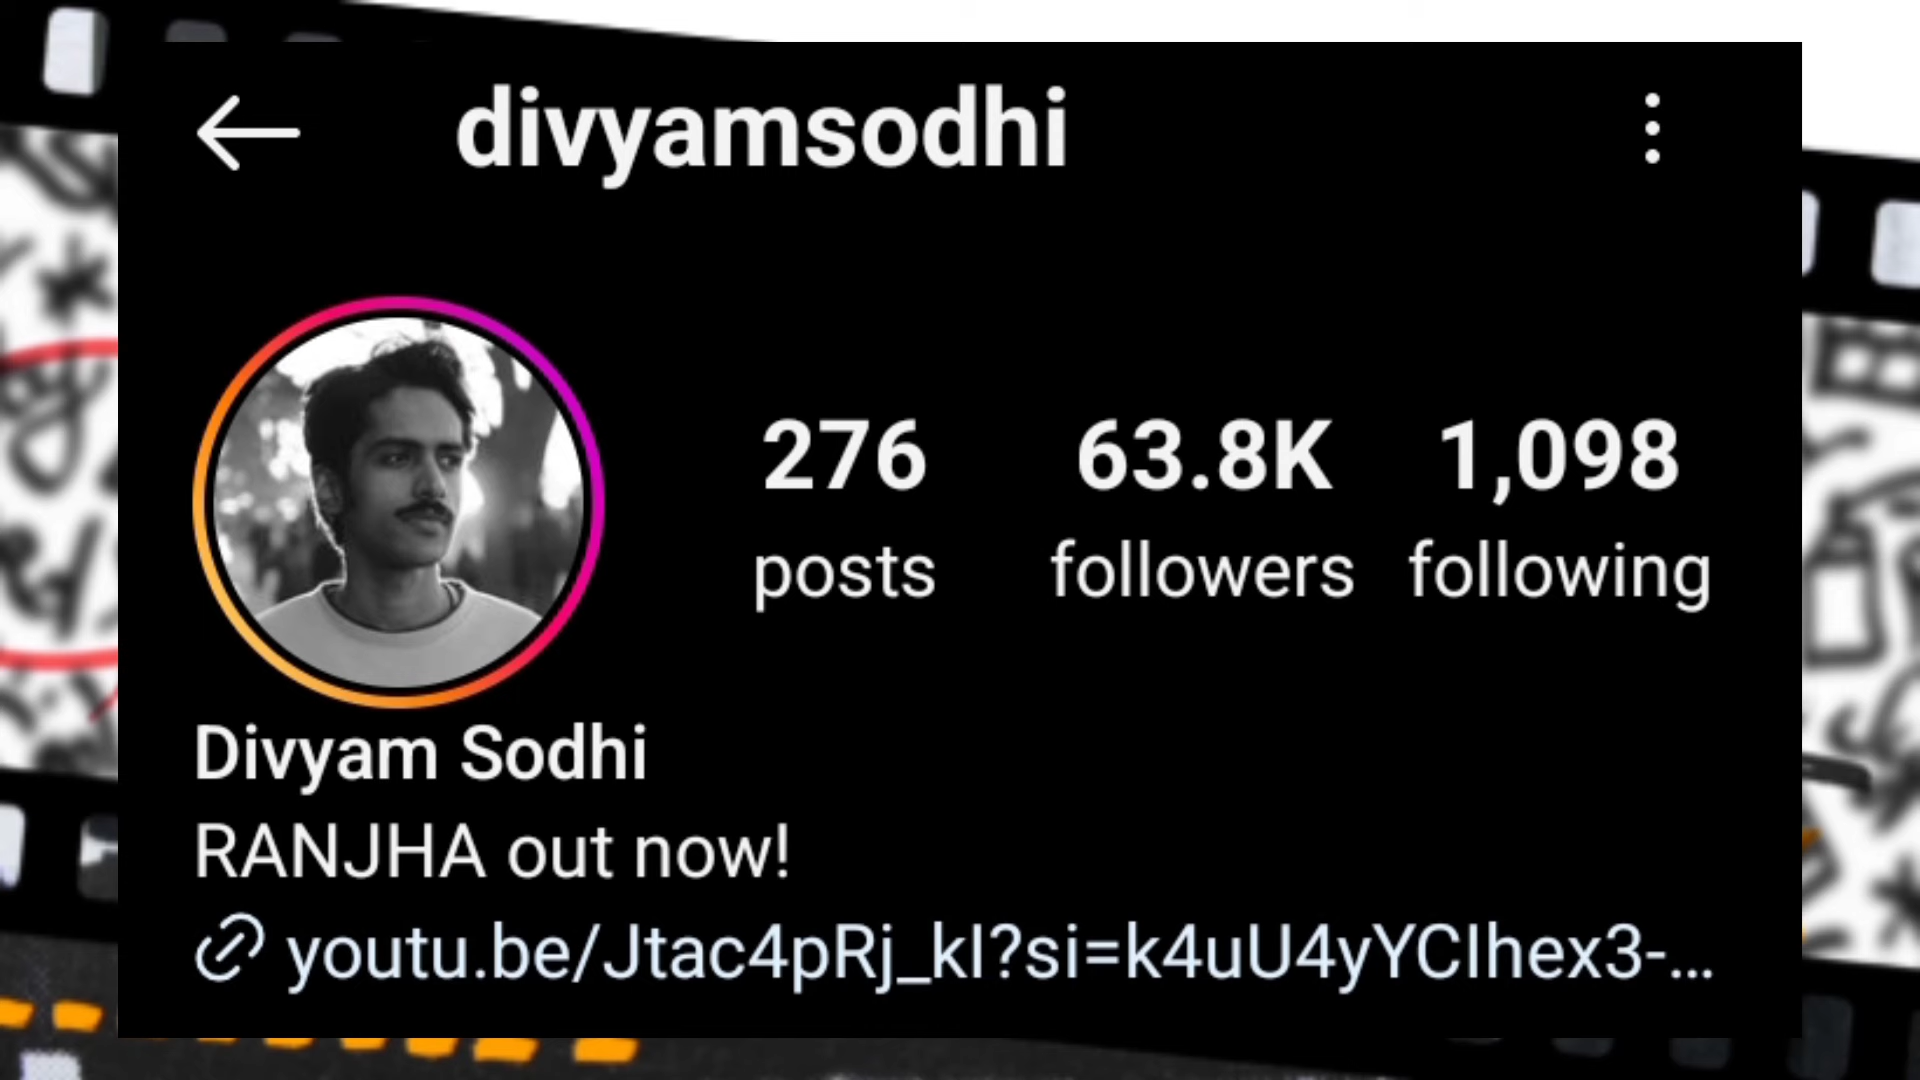 divyamsodhi
276 63.8K 1,098
posts followers following
Divyam Sodhi
RANJHA out now!
youtu.be/Jtac4pRj_kI?si=k4uU4yYCIhex3-...